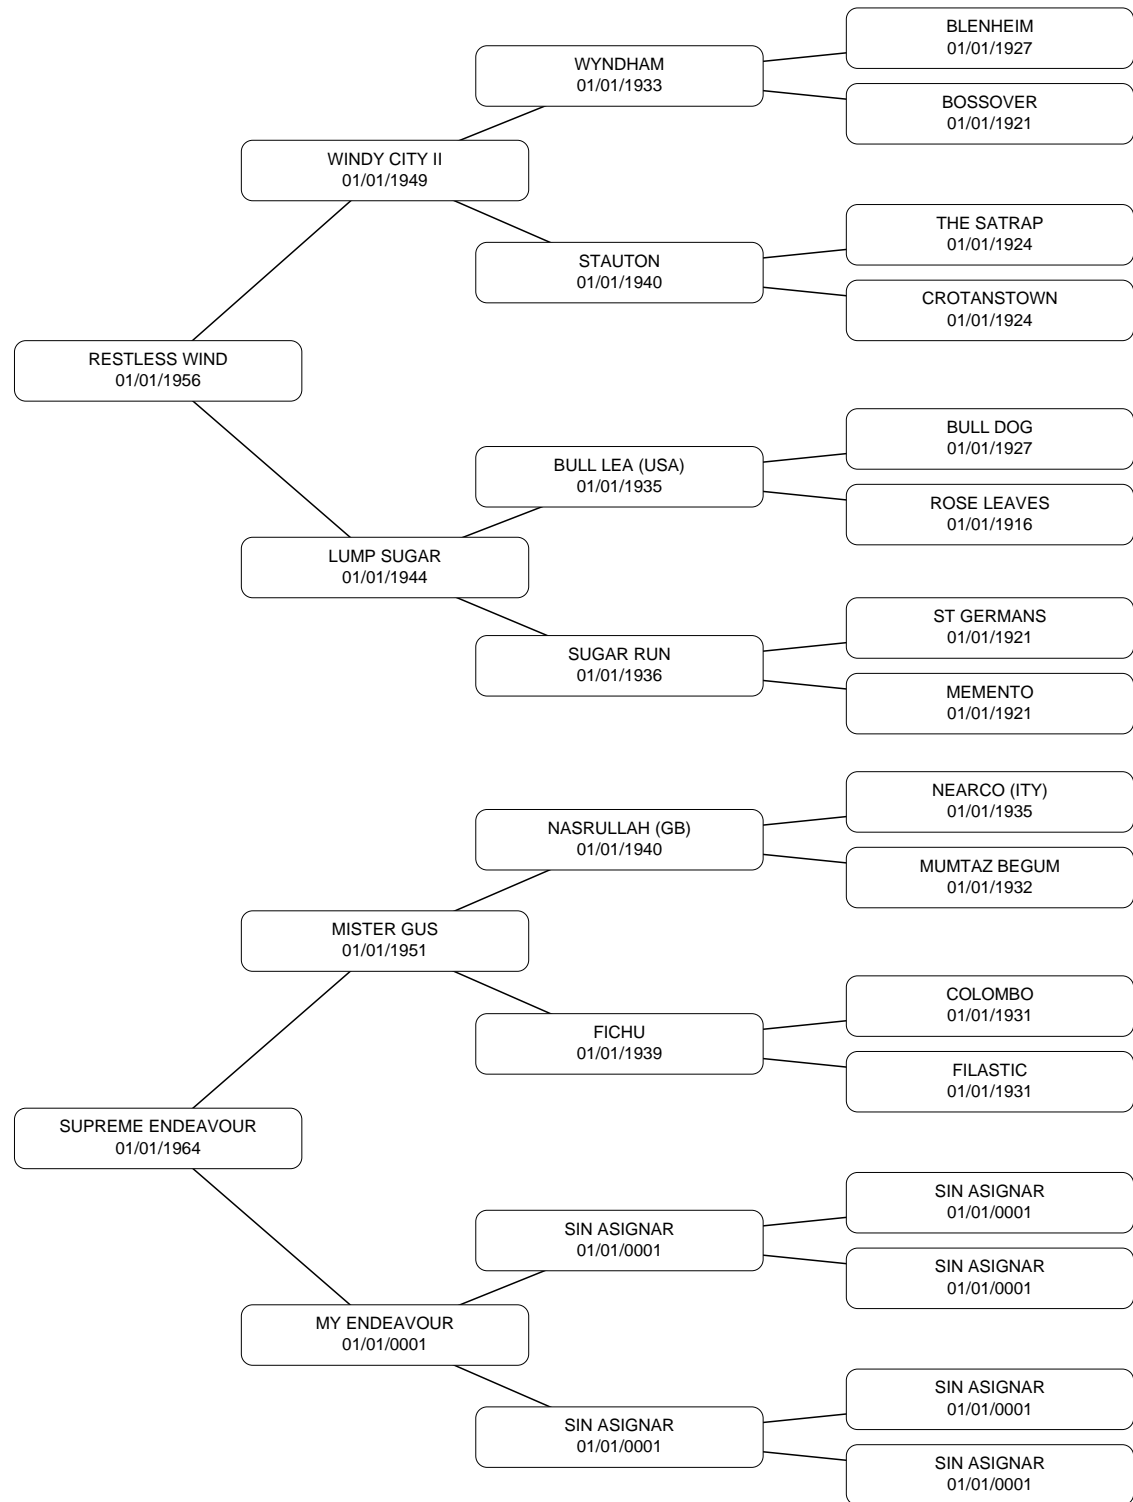 BLENHEIM
01/01/1927
WYNDHAM
01/01/1933
BOSSOVER
01/01/1921
WINDY CITY II
01/01/1949
THE SATRAP
01/01/1924
STAUTON
01/01/1940
CROTANSTOWN
01/01/1924
RESTLESS WIND
01/01/1956
BULL DOG
01/01/1927
BULL LEA (USA)
01/01/1935
ROSE LEAVES
01/01/1916
LUMP SUGAR
01/01/1944
ST GERMANS
01/01/1921
SUGAR RUN
01/01/1936
MEMENTO
01/01/1921
NEARCO (ITY)
01/01/1935
NASRULLAH (GB)
01/01/1940
MUMTAZ BEGUM
01/01/1932
MISTER GUS
01/01/1951
COLOMBO
01/01/1931
FICHU
01/01/1939
FILASTIC
01/01/1931
SUPREME ENDEAVOUR
01/01/1964
SIN ASIGNAR
01/01/0001
SIN ASIGNAR
01/01/0001
SIN ASIGNAR
01/01/0001
MY ENDEAVOUR
01/01/0001
SIN ASIGNAR
01/01/0001
SIN ASIGNAR
01/01/0001
SIN ASIGNAR
01/01/0001